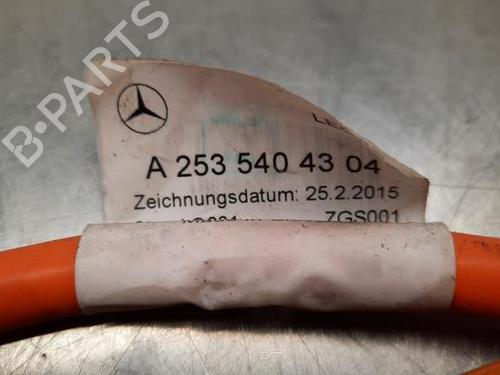 B-PARTS
A 253 540 43 04
Zeichnungsdatum: 25.2.2015
ZGS001